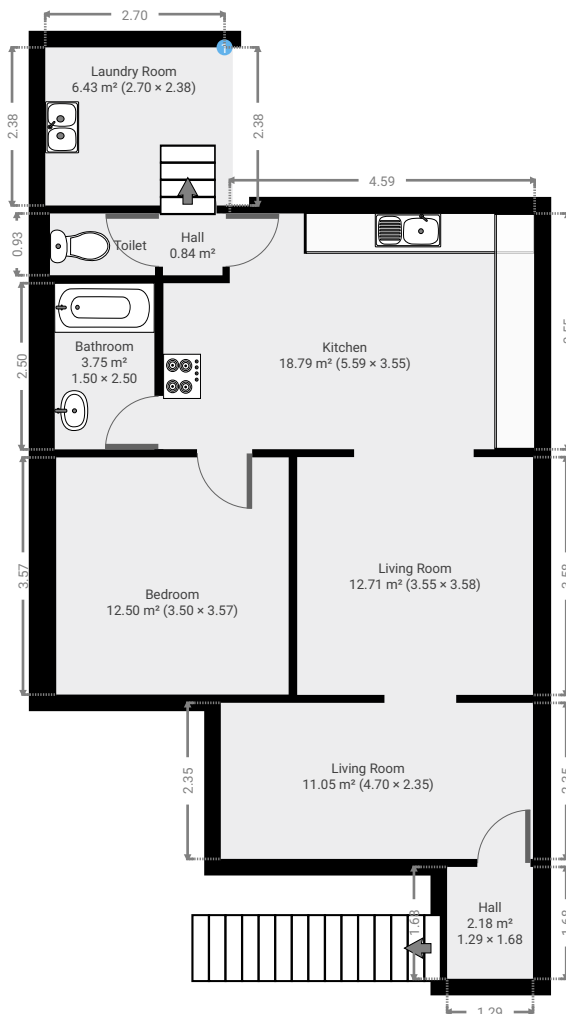 2.70
Laundry Room
6.43 m² (2.70 × 2.38)
2.38
2.38
4.59
0.93
Toilet
Hall
0.84 m²
Kitchen
18.79 m² (5.59 × 3.55)
Bathroom
3.75 m²
1.50 × 2.50
2.50
3.57
Bedroom
12.50 m² (3.50 × 3.57)
Living Room
12.71 m² (3.55 × 3.58)
2.35
Living Room
11.05 m² (4.70 × 2.35)
1.68
Hall
2.18 m²
1.29 × 1.68
1.29